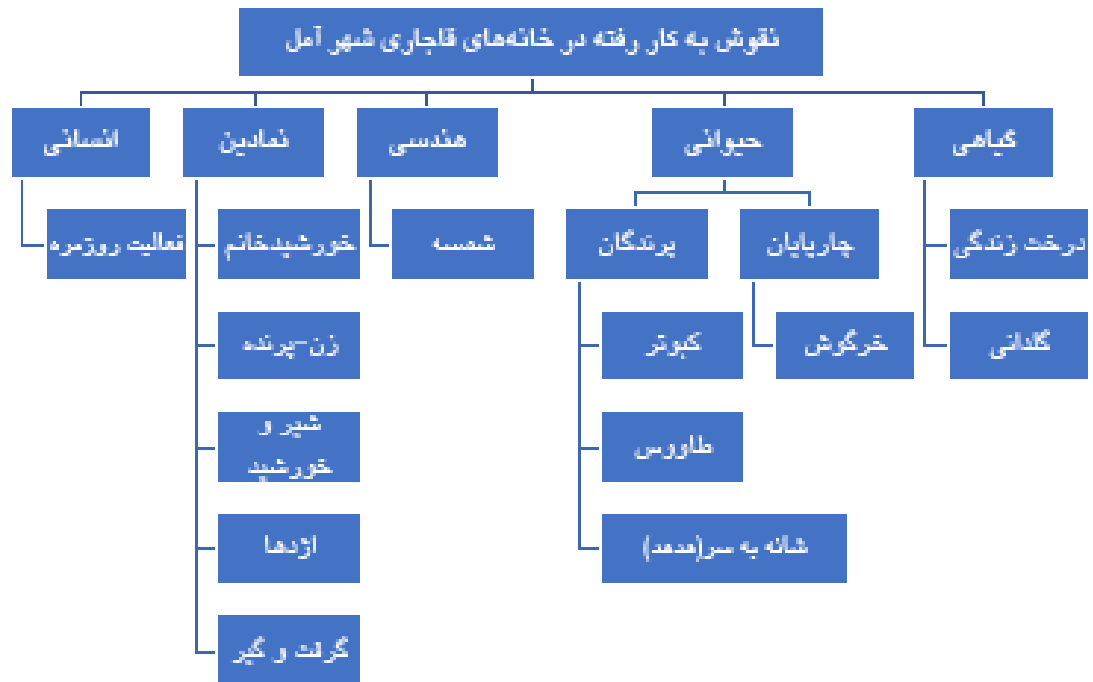 نقوش به کار رفته در خانه‌های قاجاری شهر آمل
گیاهی
درخت زندگی
گلدانی
حیوانی
چارپایان
خرگوش
پرندگان
کبوتر
طاووس
شانه به سر(هدهد)
هندسی
شمسه
نمادین
خورشیدخانم
زن-پرنده
شیر و
خورشید
اژدها
گرفت و گیر
انسانی
فعالیت روزمره